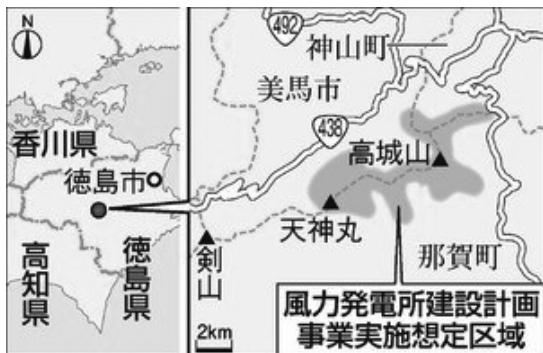 N
香川県
徳島市
高知県
徳島県
492
神山町
美馬市
438
高城山
天神丸
剣山
那賀町
2km
風力発電所建設計画
事業実施想定区域